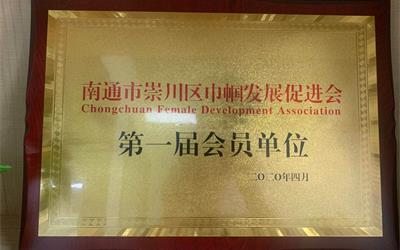 南通市崇川区巾帼发展促进会
Chongchuan Female Development Association
第一届会员单位
二〇二〇年四月